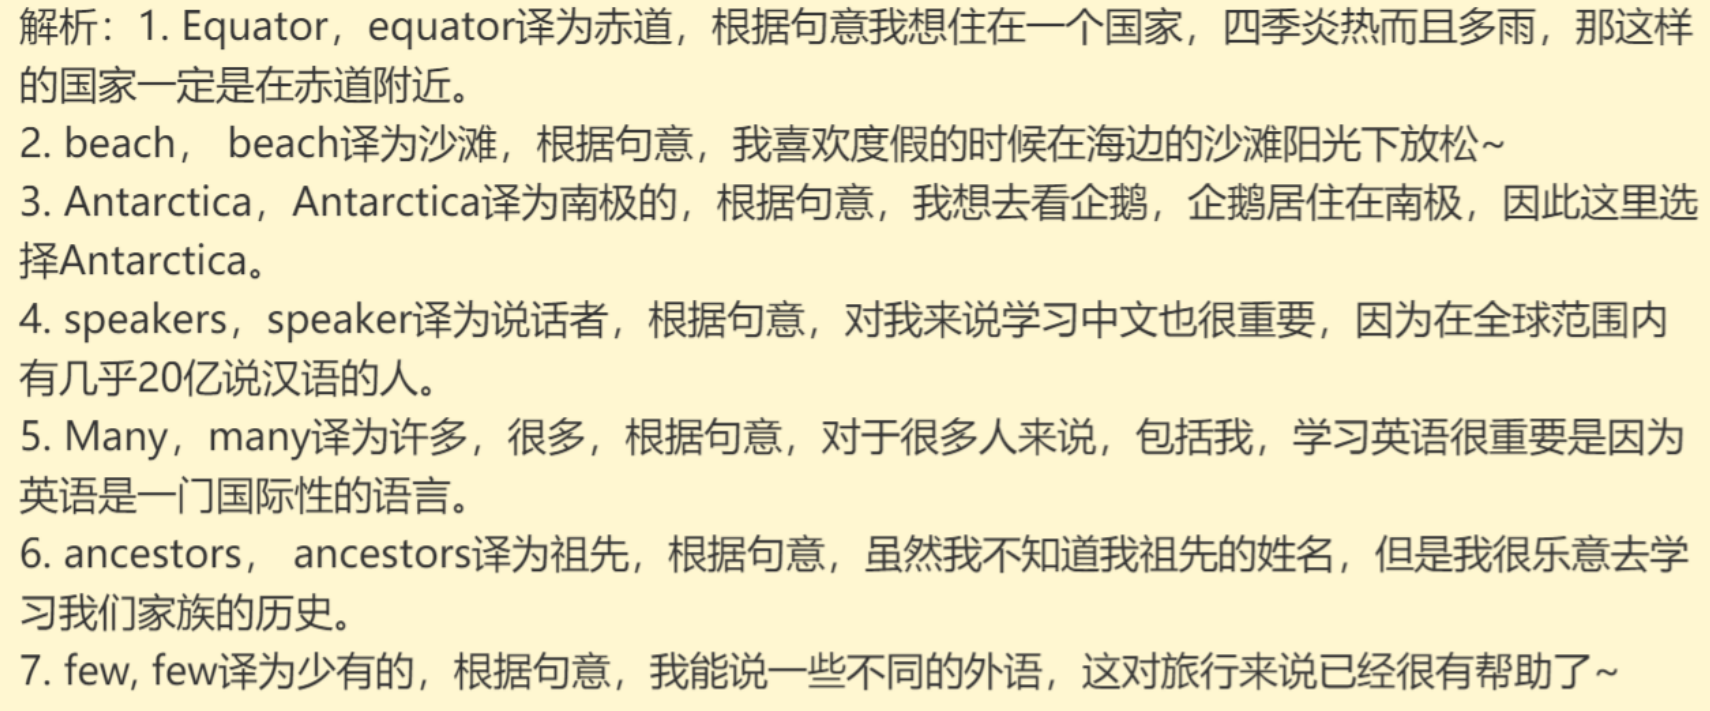 解析：1. Equator，equator译为赤道，根据句意我想住在一个国家，四季炎热而且多雨，那这样
的国家一定是在赤道附近。
2. beach， beach译为沙滩，根据句意，我喜欢度假的时候在海边的沙滩阳光下放松~
3. Antarctica，Antarctica译为南极的，根据句意，我想去看企鹅，企鹅居住在南极，因此这里选
择Antarctica。
4. speakers，speaker译为说话者，根据句意，对我来说学习中文也很重要，因为在全球范围内
有几乎20亿说汉语的人。
5. Many，many译为许多，很多，根据句意，对于很多人来说，包括我，学习英语很重要是因为
英语是一门国际性的语言。
6. ancestors， ancestors译为祖先，根据句意，虽然我不知道我祖先的姓名，但是我很乐意去学
习我们家族的历史。
7. few, few译为少有的，根据句意，我能说一些不同的外语，这对旅行来说已经很有帮助了~